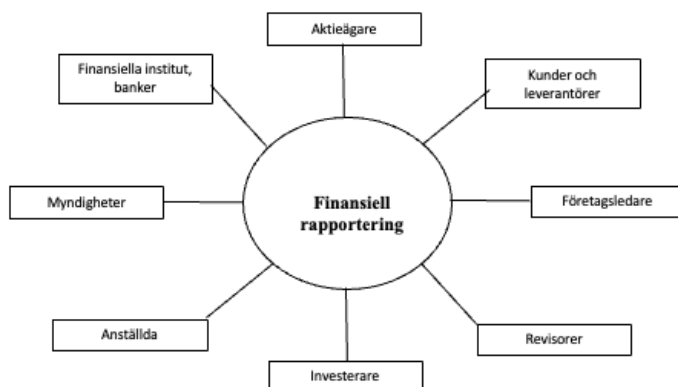 Aktieägare
Finansiella institut,
banker
Kunder och
leverantörer
Myndigheter
Finansiell
rapportering
Företagsledare
Anställda
Revisorer
Investerare